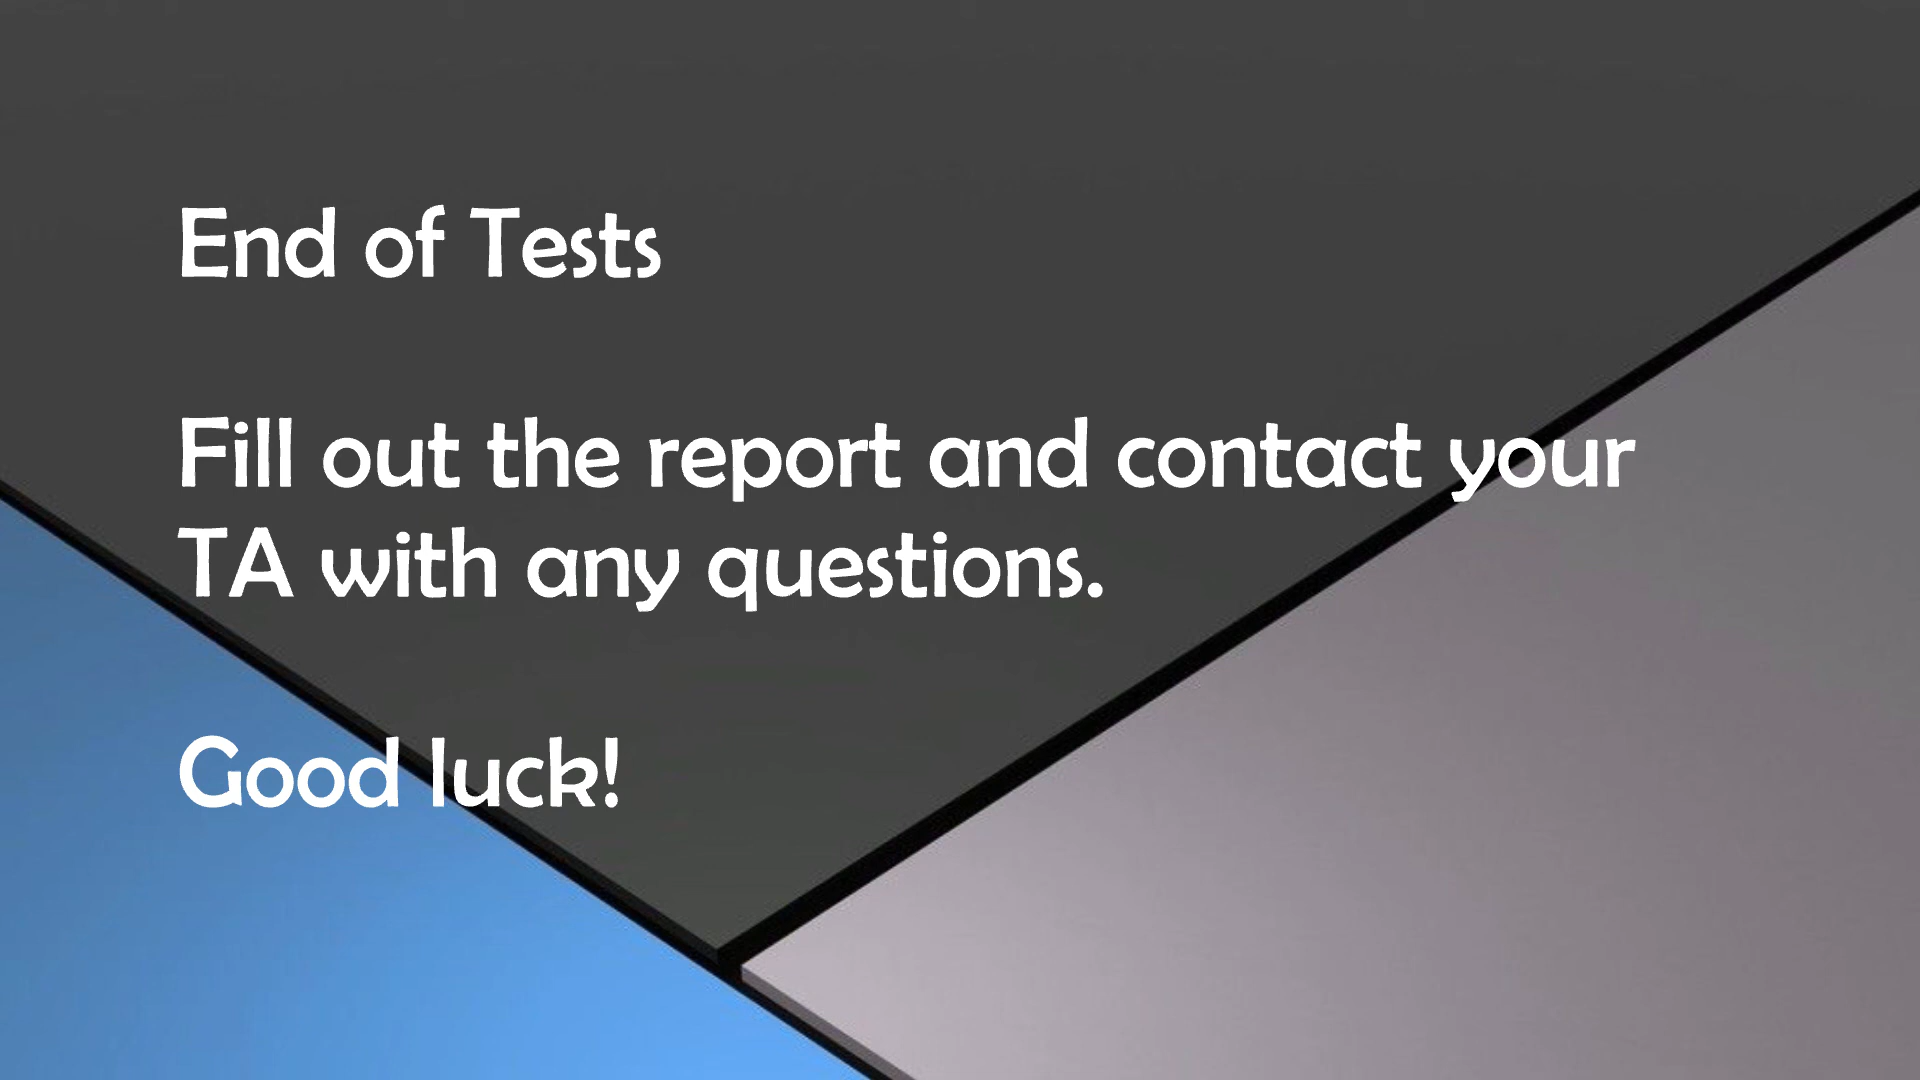 End of Tests
Fill out the report and contact your
TA with any questions.
Good luck!